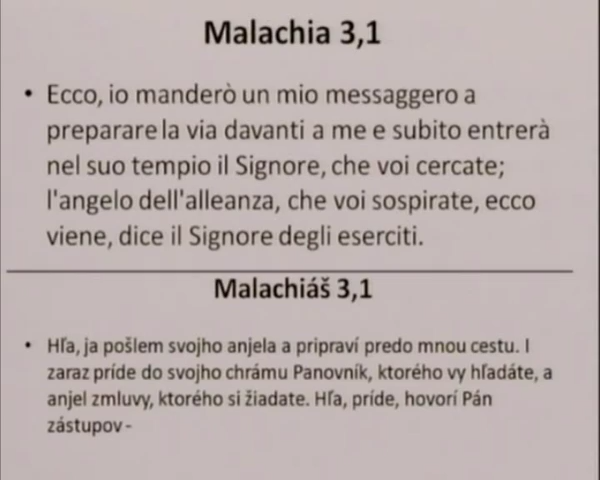 Malachia 3,1
• Ecco, io manderò un mio messaggero a
preparare la via davanti a me e subito entrerà
nel suo tempio il Signore, che voi cercate;
l'angelo dell'alleanza, che voi sospirate, ecco
viene, dice il Signore degli eserciti.
Malachiáš 3,1
• Hľa, ja pošlem svojho anjela a pripraví predo mnou cestu. I
zaraz príde do svojho chrámu Panovník, ktorého vy hľadáte, a
anjel zmluvy, ktorého si žiadate. Hľa, príde, hovorí Pán
zástupov -